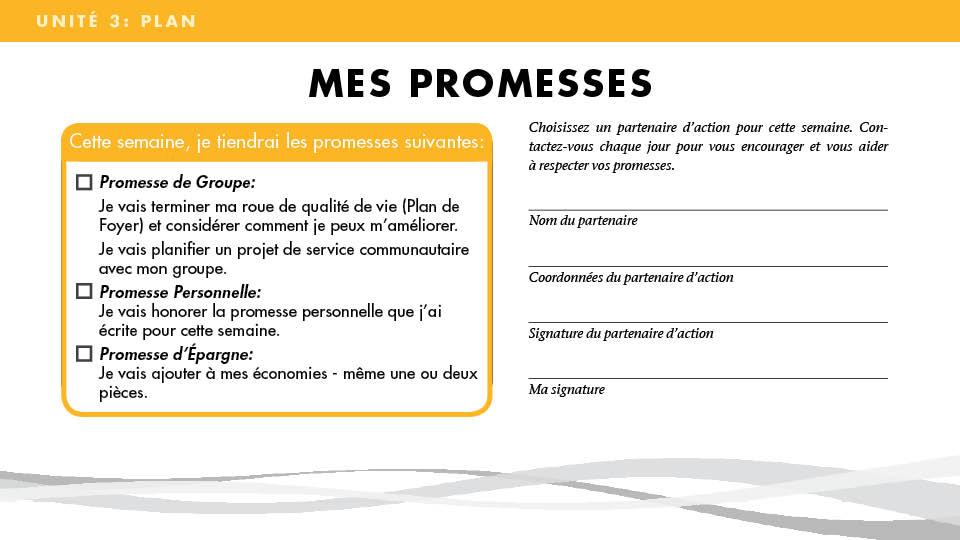 UNITÉ 3: PLAN
MES PROMESSES
Cette semaine, je tiendrai les promesses suivantes:
Promesse de Groupe:
Je vais terminer ma roue de qualité de vie (Plan de
Foyer) et considérer comment je peux m’améliorer.
Je vais planifier un projet de service communautaire
avec mon groupe.
Promesse Personnelle:
Je vais honorer la promesse personnelle que j’ai
écrite pour cette semaine.
Promesse d’Épargne:
Je vais ajouter à mes économies - même une ou deux
pièces.
Choisissez un partenaire d’action pour cette semaine. Con-
tactez-vous chaque jour pour vous encourager et vous aider
à respecter vos promesses.
Nom du partenaire
Coordonnées du partenaire d’action
Signature du partenaire d’action
Ma signature